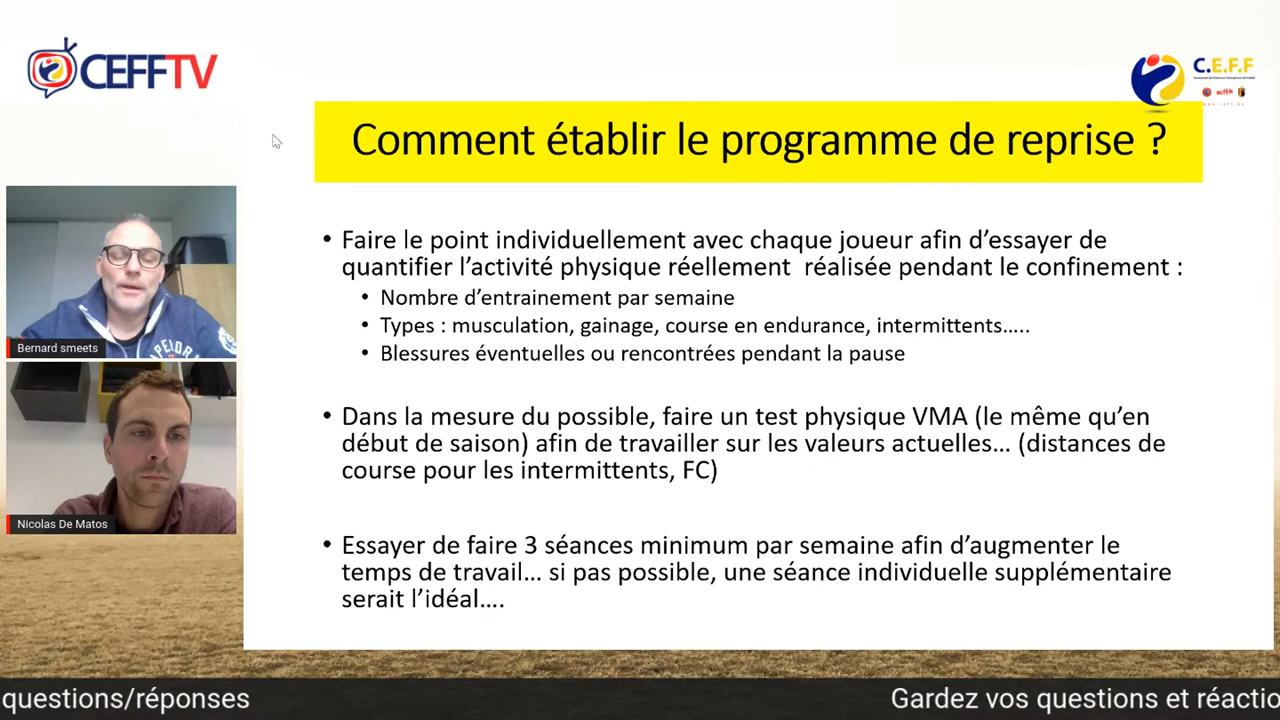 CEFFTV
C.E.F.F
Comment établir le programme de reprise ?
• Faire le point individuellement avec chaque joueur afin d’essayer de
quantifier l’activité physique réellement réalisée pendant le confinement :
• Nombre d’entrainement par semaine
• Types : musculation, gainage, course en endurance, intermittents…..
• Blessures éventuelles ou rencontrées pendant la pause
• Dans la mesure du possible, faire un test physique VMA (le même qu’en
début de saison) afin de travailler sur les valeurs actuelles… (distances de
course pour les intermittents, FC)
• Essayer de faire 3 séances minimum par semaine afin d’augmenter le
temps de travail… si pas possible, une séance individuelle supplémentaire
serait l’idéal….
Bernard smeets
Nicolas De Matos
questions/réponses
Gardez vos questions et réactio